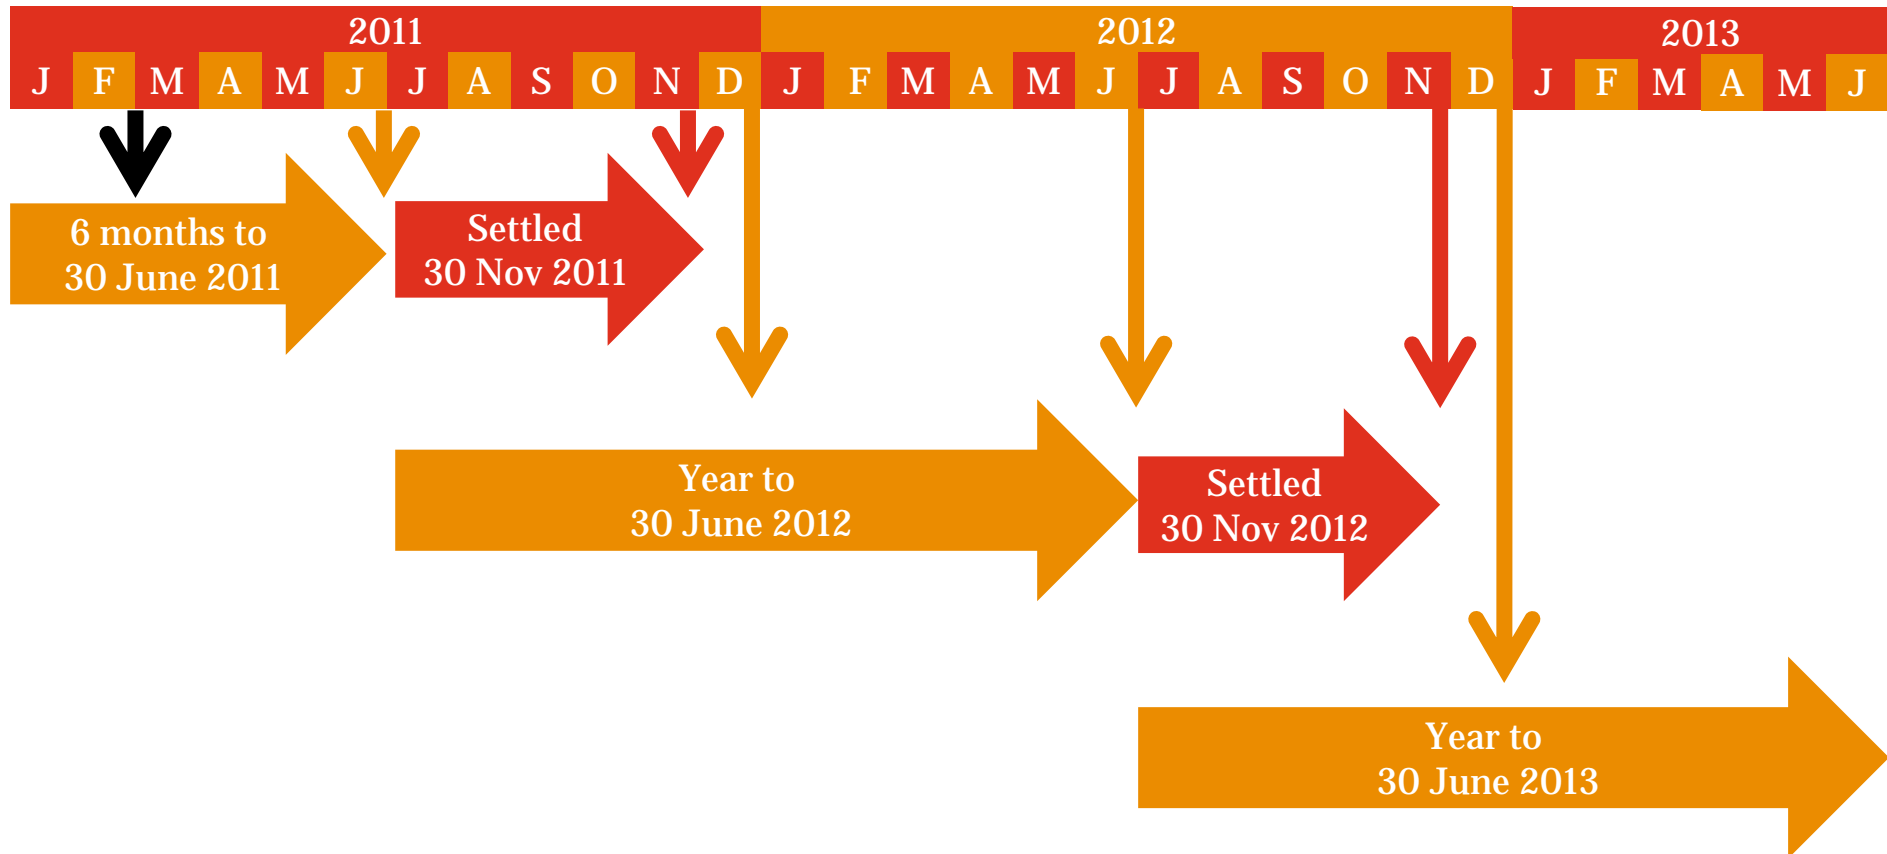 2011 2012 2013
J F M A M J J A S O N D J F M A M J J A S O N D J F M A M J
6 months to
30 June 2011
Settled
30 Nov 2011
Year to
30 June 2012
Settled
30 Nov 2012
Year to
30 June 2013